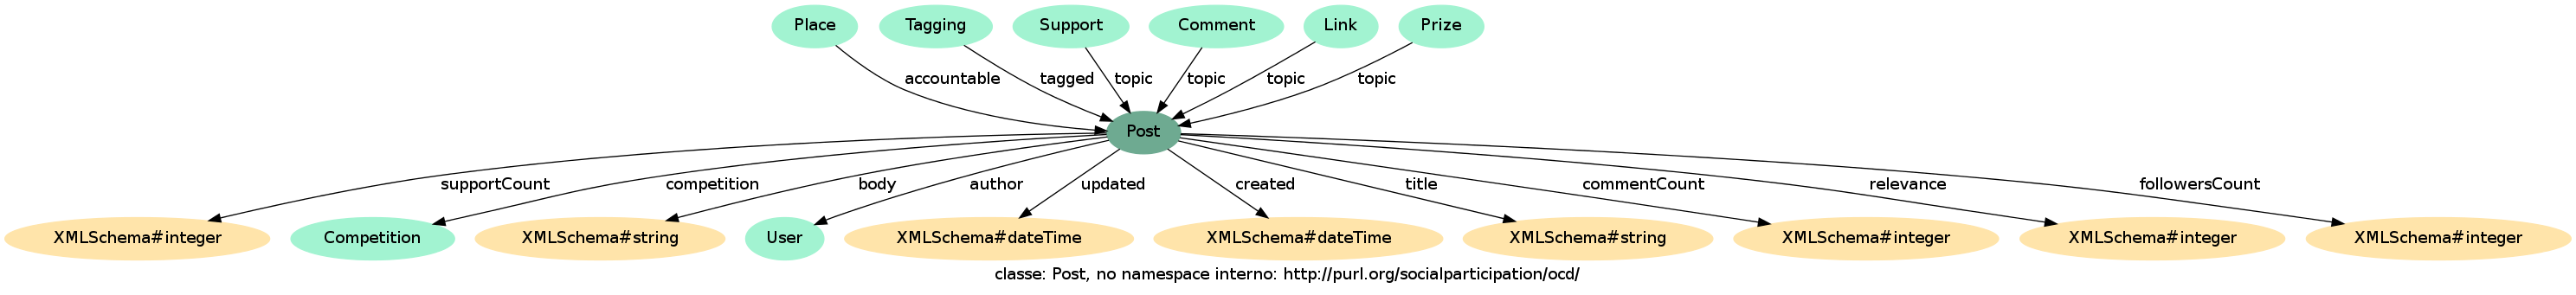 Place Tagging Support Comment Link Prize
accountable tagged topic topic topic topic
Post
supportCount competition body author updated created title commentCount relevance followersCount
XMLSchema#integer Competition XMLSchema#string User XMLSchema#dateTime XMLSchema#dateTime XMLSchema#string XMLSchema#integer XMLSchema#integer XMLSchema#integer
classe: Post, no namespace interno: http://purl.org/socialparticipation/ocd/